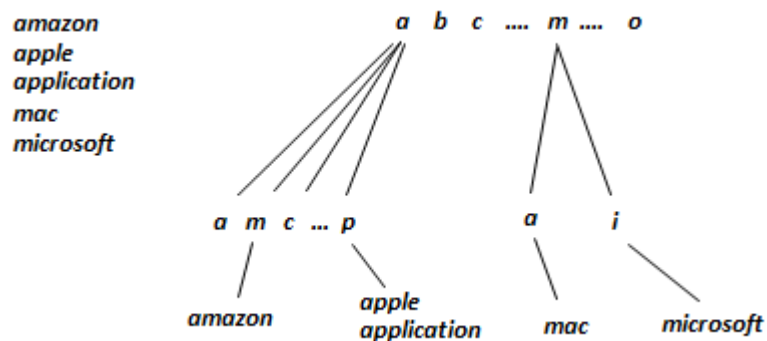 amazon
apple
application
mac
microsoft
a b c .... m .... o
a m c ... p a i
amazon
apple
application
mac
microsoft